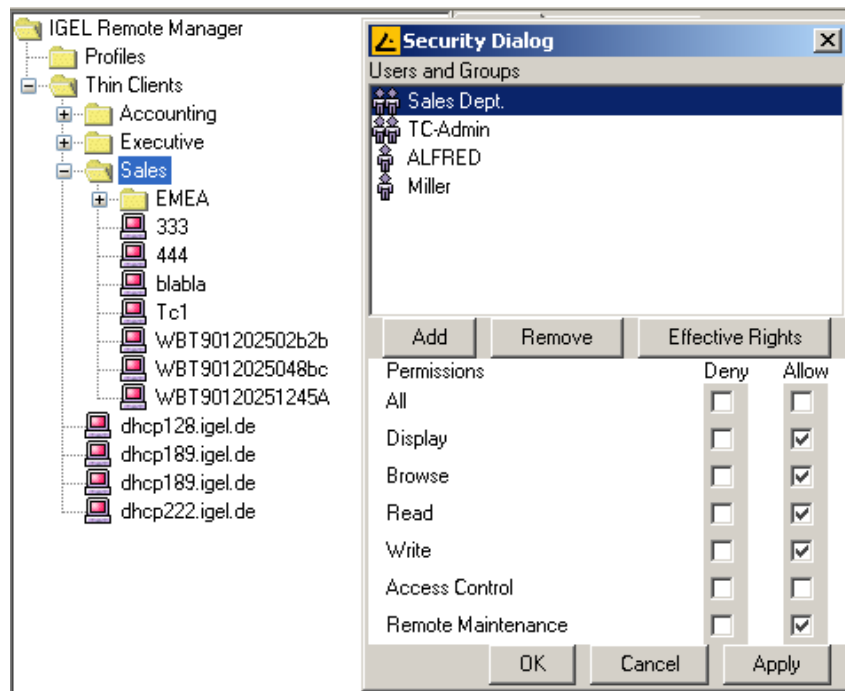 IGEL Remote Manager
Profiles
Thin Clients
Accounting
Executive
Sales
EMEA
333
444
blabla
Tc1
WBT901202502b2b
WBT9012025048bc
WBT90120251245A
dhcp128.igel.de
dhcp189.igel.de
dhcp189.igel.de
dhcp222.igel.de
Security Dialog
Users and Groups
Sales Dept.
TC-Admin
ALFRED
Miller
Add Remove Effective Rights
Permissions Deny Allow
All
Display
Browse
Read
Write
Access Control
Remote Maintenance
OK Cancel Apply